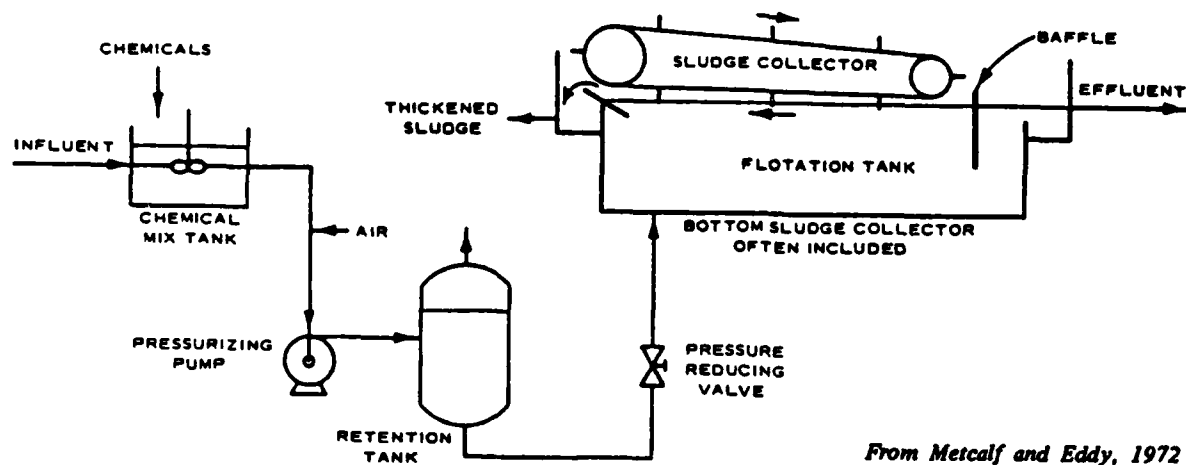 CHEMICALS
INFLUENT
CHEMICAL
MIX TANK
AIR
PRESSURIZING
PUMP
RETENTION
TANK
PRESSURE
REDUCING
VALVE
THICKENED
SLUDGE
SLUDGE COLLECTOR
BAFFLE
EFFLUENT
FLOTATION TANK
BOTTOM SLUDGE COLLECTOR
OFTEN INCLUDED
From Metcalf and Eddy, 1972